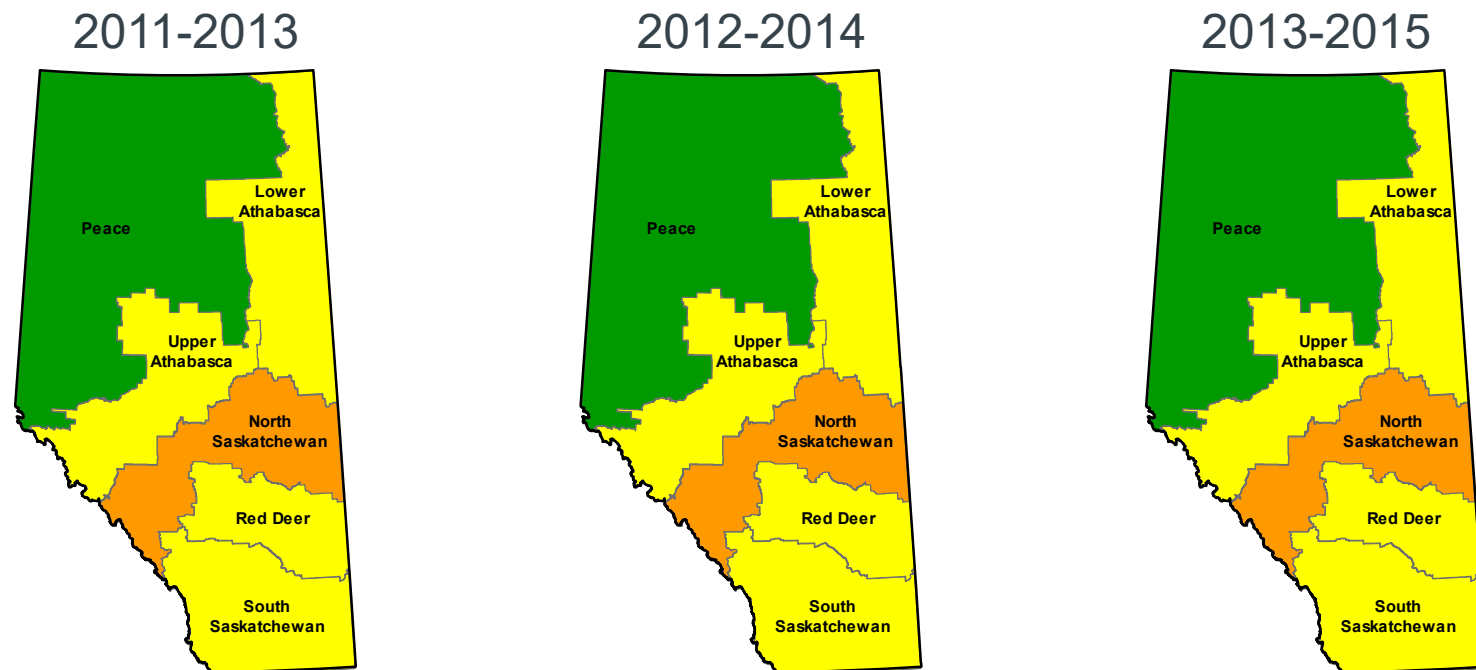 2011-2013
Lower
Athabasca
Peace
Upper
Athabasca
North
Saskatchewan
Red Deer
South
Saskatchewan
2012-2014
Lower
Athabasca
Peace
Upper
Athabasca
North
Saskatchewan
Red Deer
South
Saskatchewan
2013-2015
Lower
Athabasca
Peace
Upper
Athabasca
North
Saskatchewan
Red Deer
South
Saskatchewan